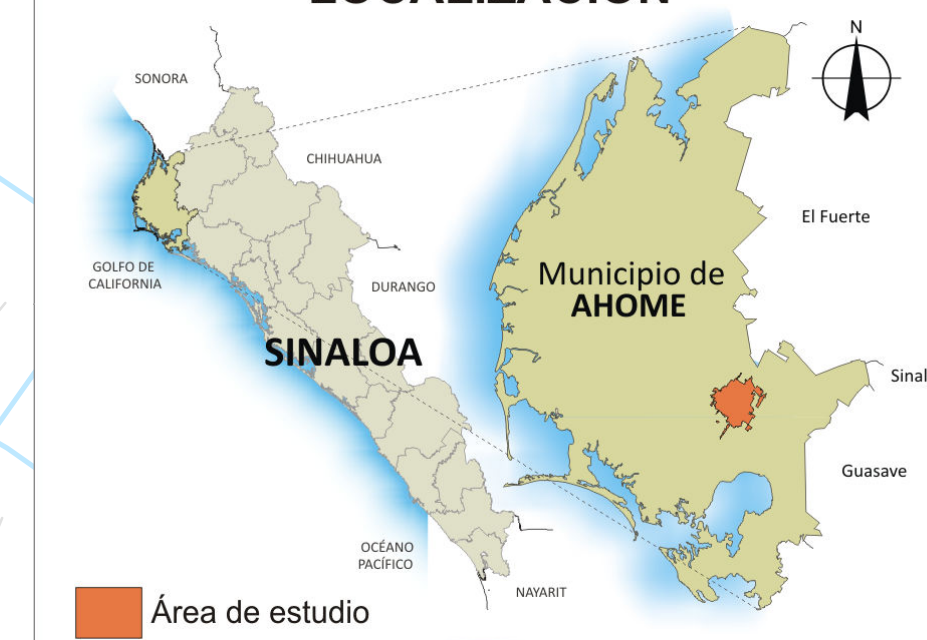 LOCALIZACIÓN
N
SONORA
CHIHUAHUA
El Fuerte
GOLFO DE
CALIFORNIA
DURANGO
Municipio de
AHOME
SINALOA
Sinal
Guasave
OCÉANO
PACÍFICO
NAYARIT
Área de estudio